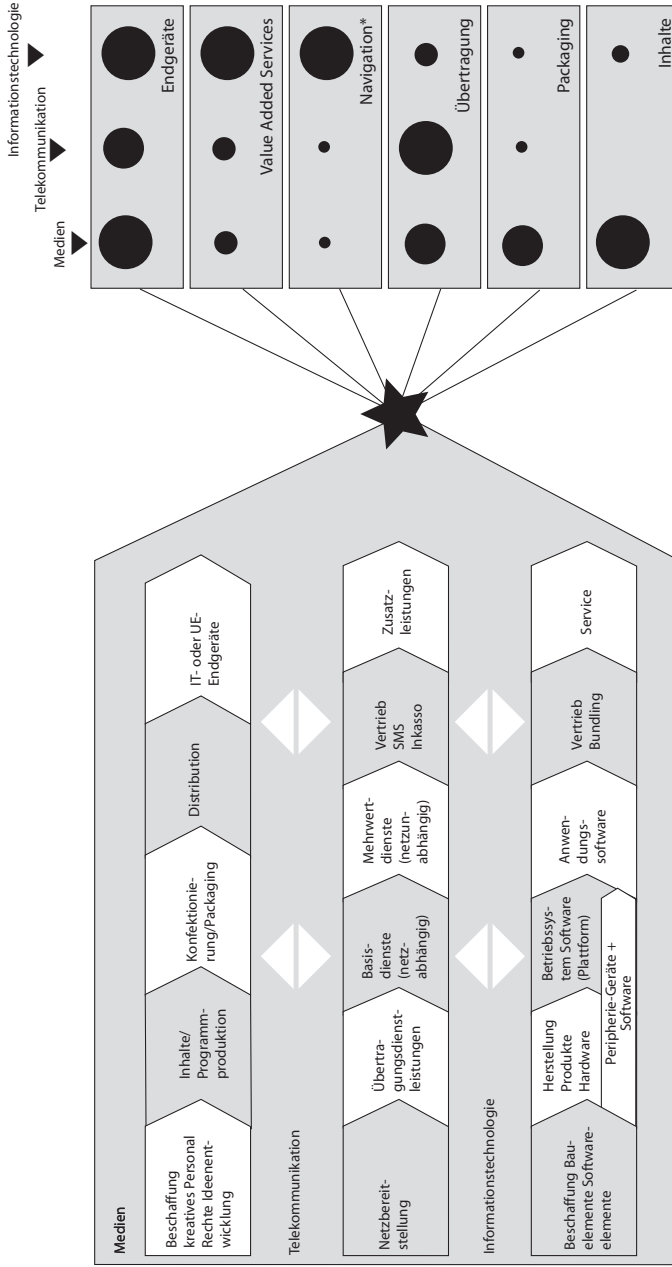 Medien
Beschaffung
kreatives Personal
Rechte Ideenent-
wicklung
Inhalte/
Programm-
produktion
Konfektionie-
rung/Packaging
Distribution
IT- oder UE-
Endgeräte
Telekommunikation
Netzbereit-
stellung
Übertra-
gungsdienst-
leistungen
Basis-
dienste
(netz-
abhängig)
Mehrwert-
dienste
(netzun-
abhängig)
Vertrieb
SMS
Inkasso
Zusatz-
leistungen
Informationstechnologie
Beschaffung Bau-
elemente Software-
elemente
Herstellung
Produkte
Hardware
Betriebssys-
tem Software
(Plattform)
Peripherie-Geräte +
Software
Anwen-
dungs-
software
Vertrieb
Bundling
Service
Medien
Telekommunikation
Informationstechnologie
Endgeräte
Value Added Services
Navigation*
Übertragung
Packaging
Inhalte